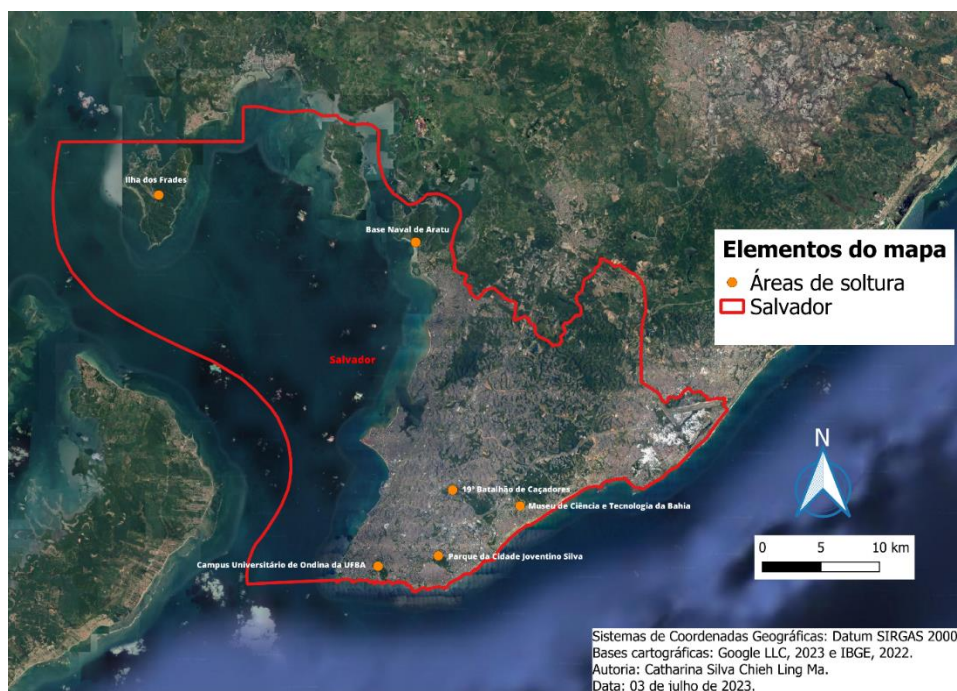 Ilha dos Frades
Base Naval de Aratu
Elementos do mapa
Áreas de soltura
Salvador
Salvador
N
19º Batalhão de Caçadores
Museu de Ciência e Tecnologia da Bahia
Parque da Cidade Joventino Silva
Campus Universitário de Ondina da UFBA
0 5 10 km
Sistemas de Coordenadas Geográficas: Datum SIRGAS 2000
Bases cartográficas: Google LLC, 2023 e IBGE, 2022.
Autoria: Catharina Silva Chieh Ling Ma.
Data: 03 de julho de 2023.